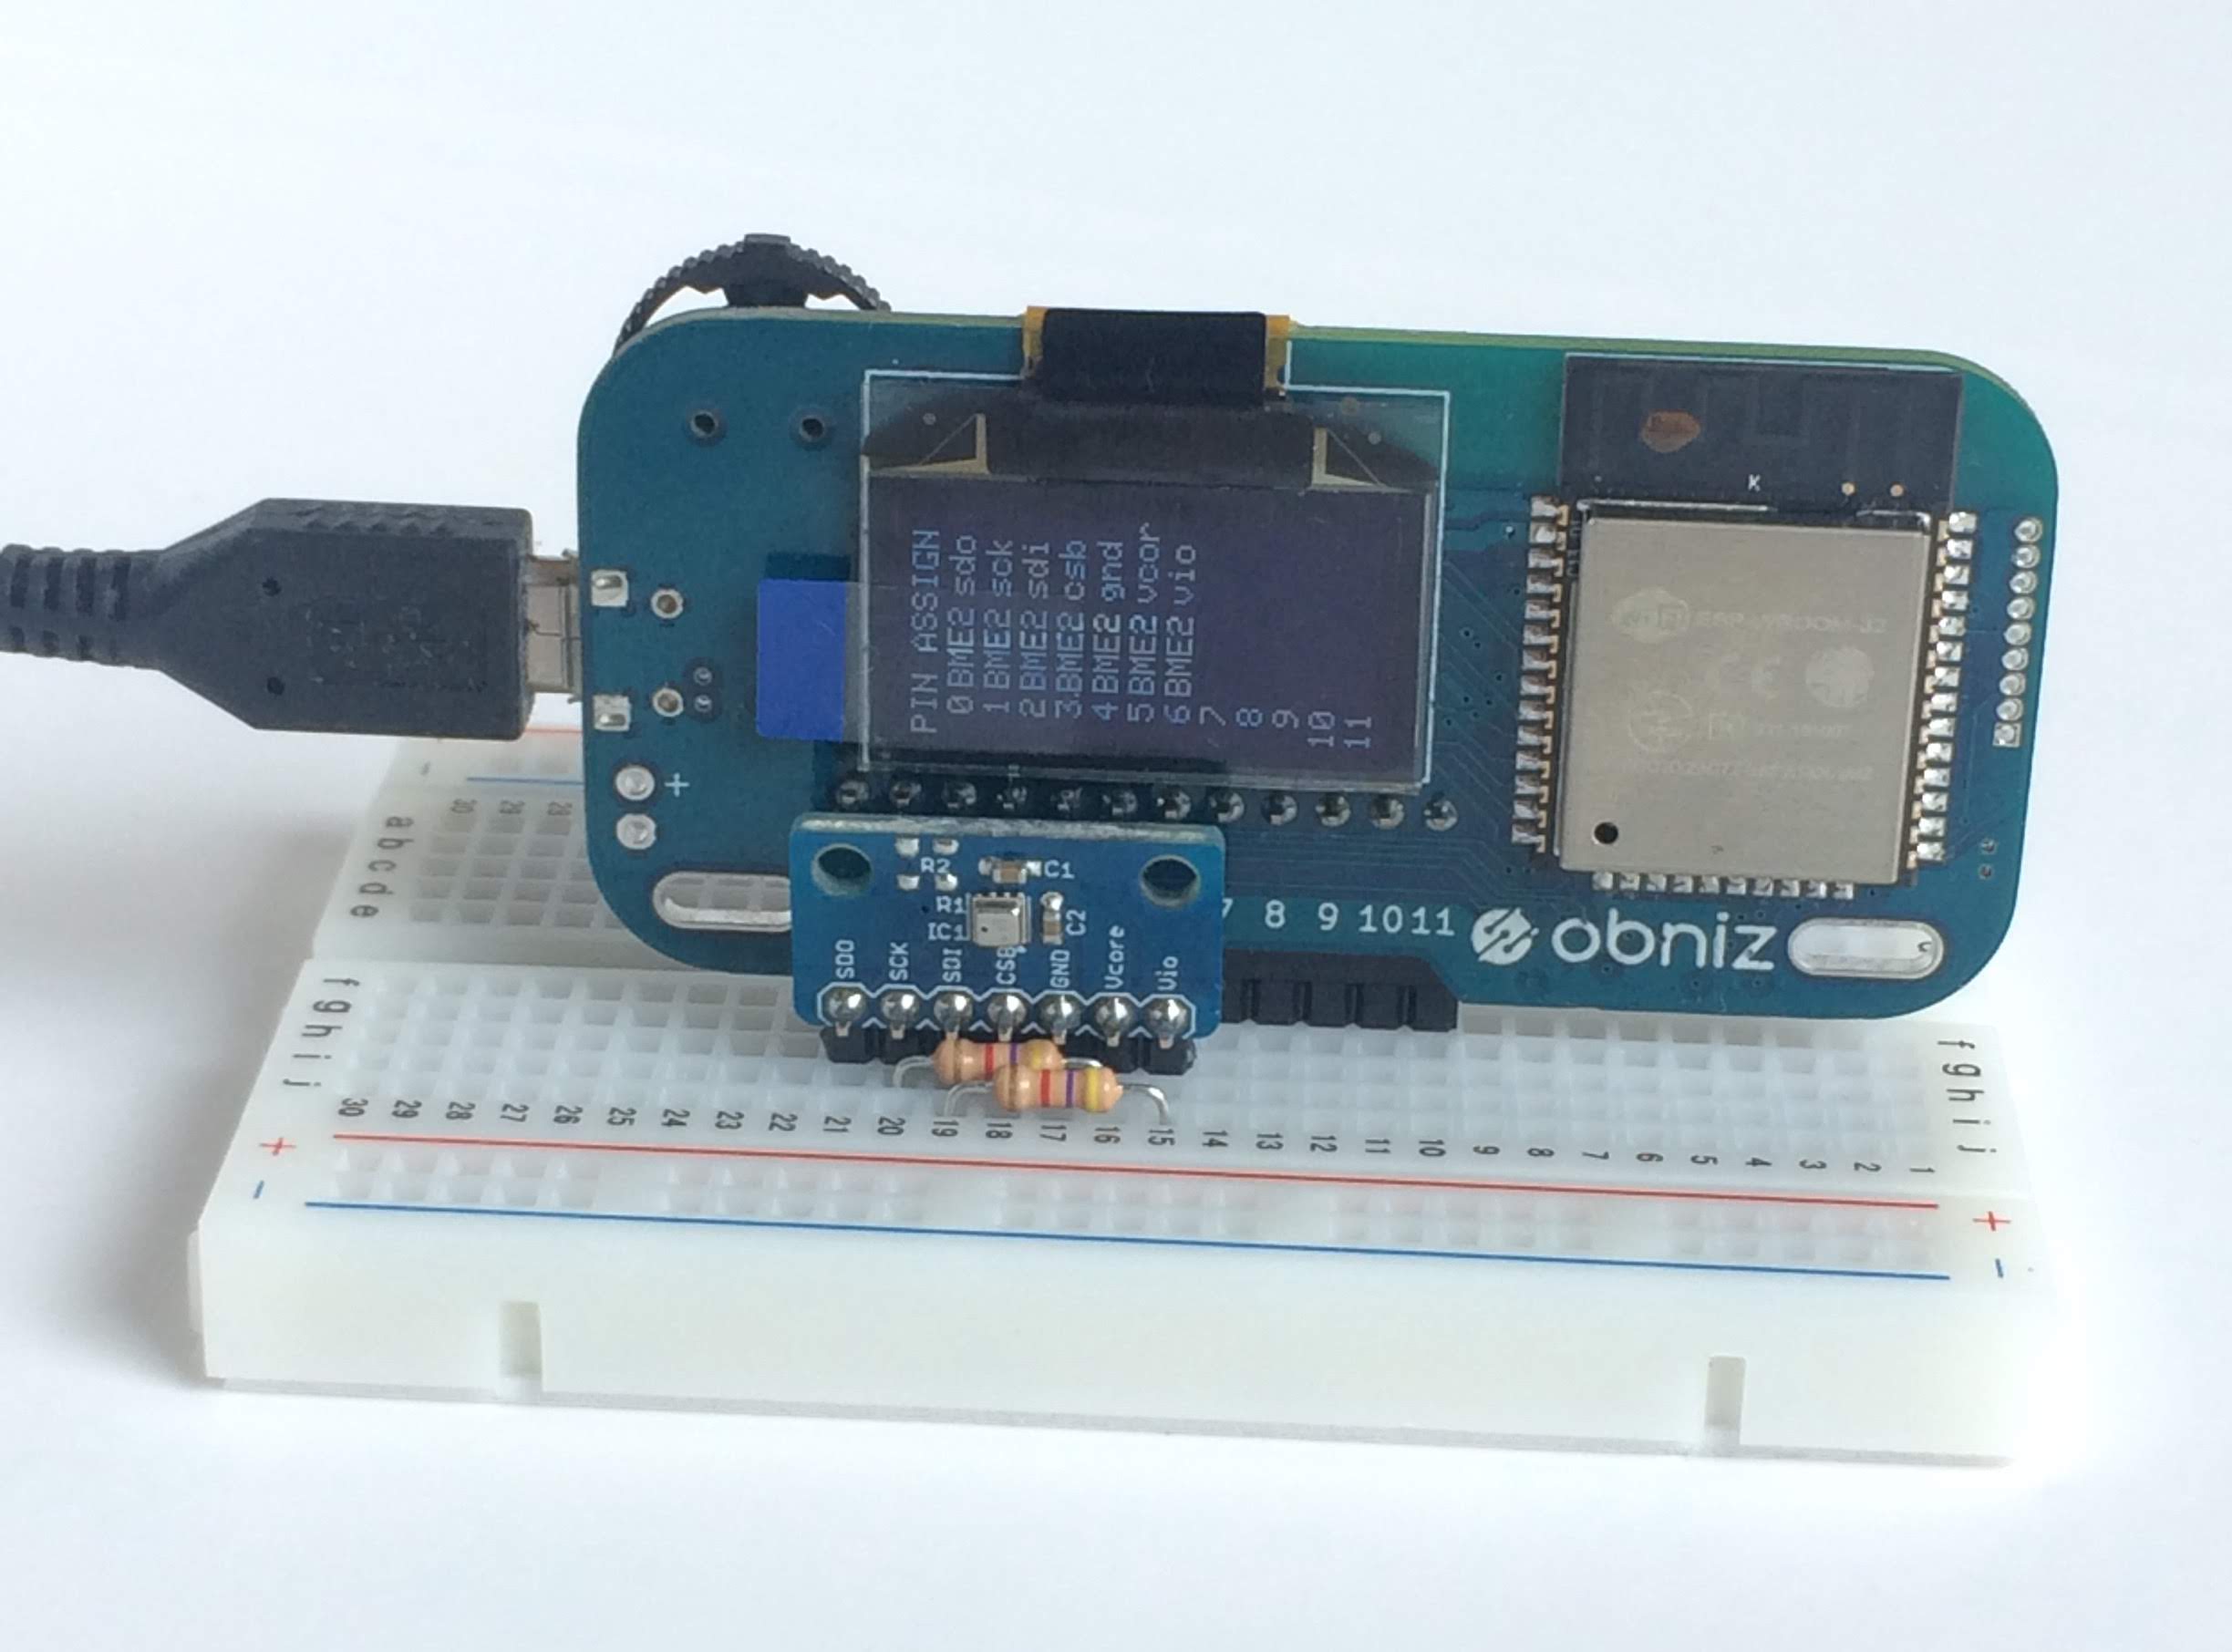 PIN ASSIGN
0 BME2 sdo
1 BME2 sck
2 BME2 sdi
3 BME2 csb
4 BME2 gnd
5 BME2 vcor
6 BME2 vio
7
8
9
10
11
K
+
-
30 29 28
a b c d e
R2
C1
R1
IC1
C2
SDO SCK SDI CSB GND Vcore Vio
7 8 9 10 11
obniz
f g h i j
f g h i j
30 29 28 27 26 25 24 23 22 21 20 19 18 17 16 15 14 13 12 11 10 9 8 7 6 5 4 3 2 1
+ +
- -